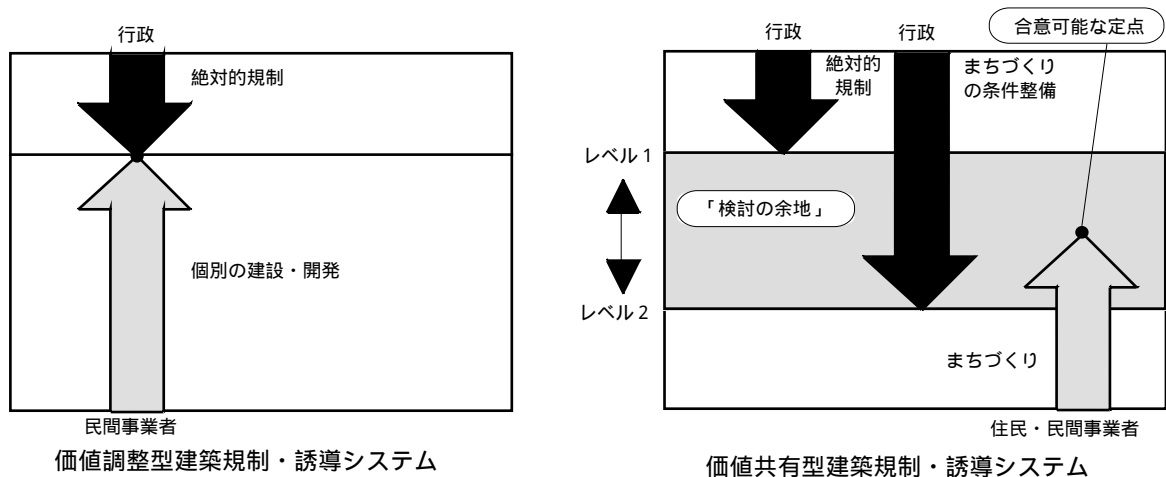 行政
絶対的規制
個別の建設・開発
民間事業者
価値調整型建築規制・誘導システム
行政
行政
合意可能な定点
絶対的
規制
まちづくり
の条件整備
レベル1
「検討の余地」
レベル2
まちづくり
住民・民間事業者
価値共有型建築規制・誘導システム